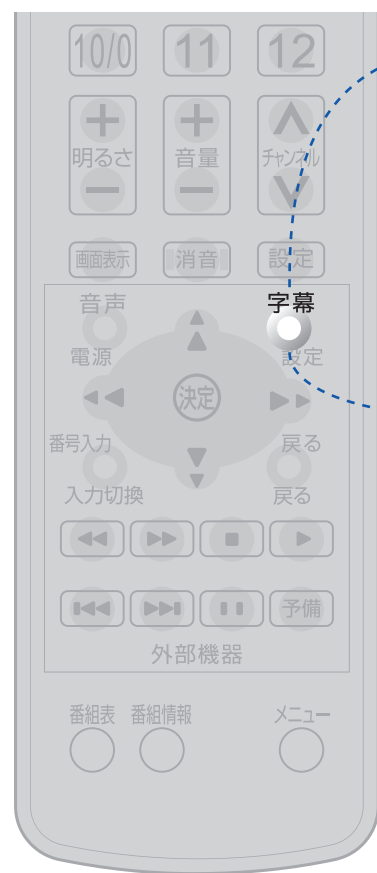 10/0 11 12
明るさ 音量 チャンネル
画面表示 消音 設定
音声 字幕
電源 設定
決定
番号入力 戻る
入力切換 戻る
予備
外部機器
番組表 番組情報 メニュー